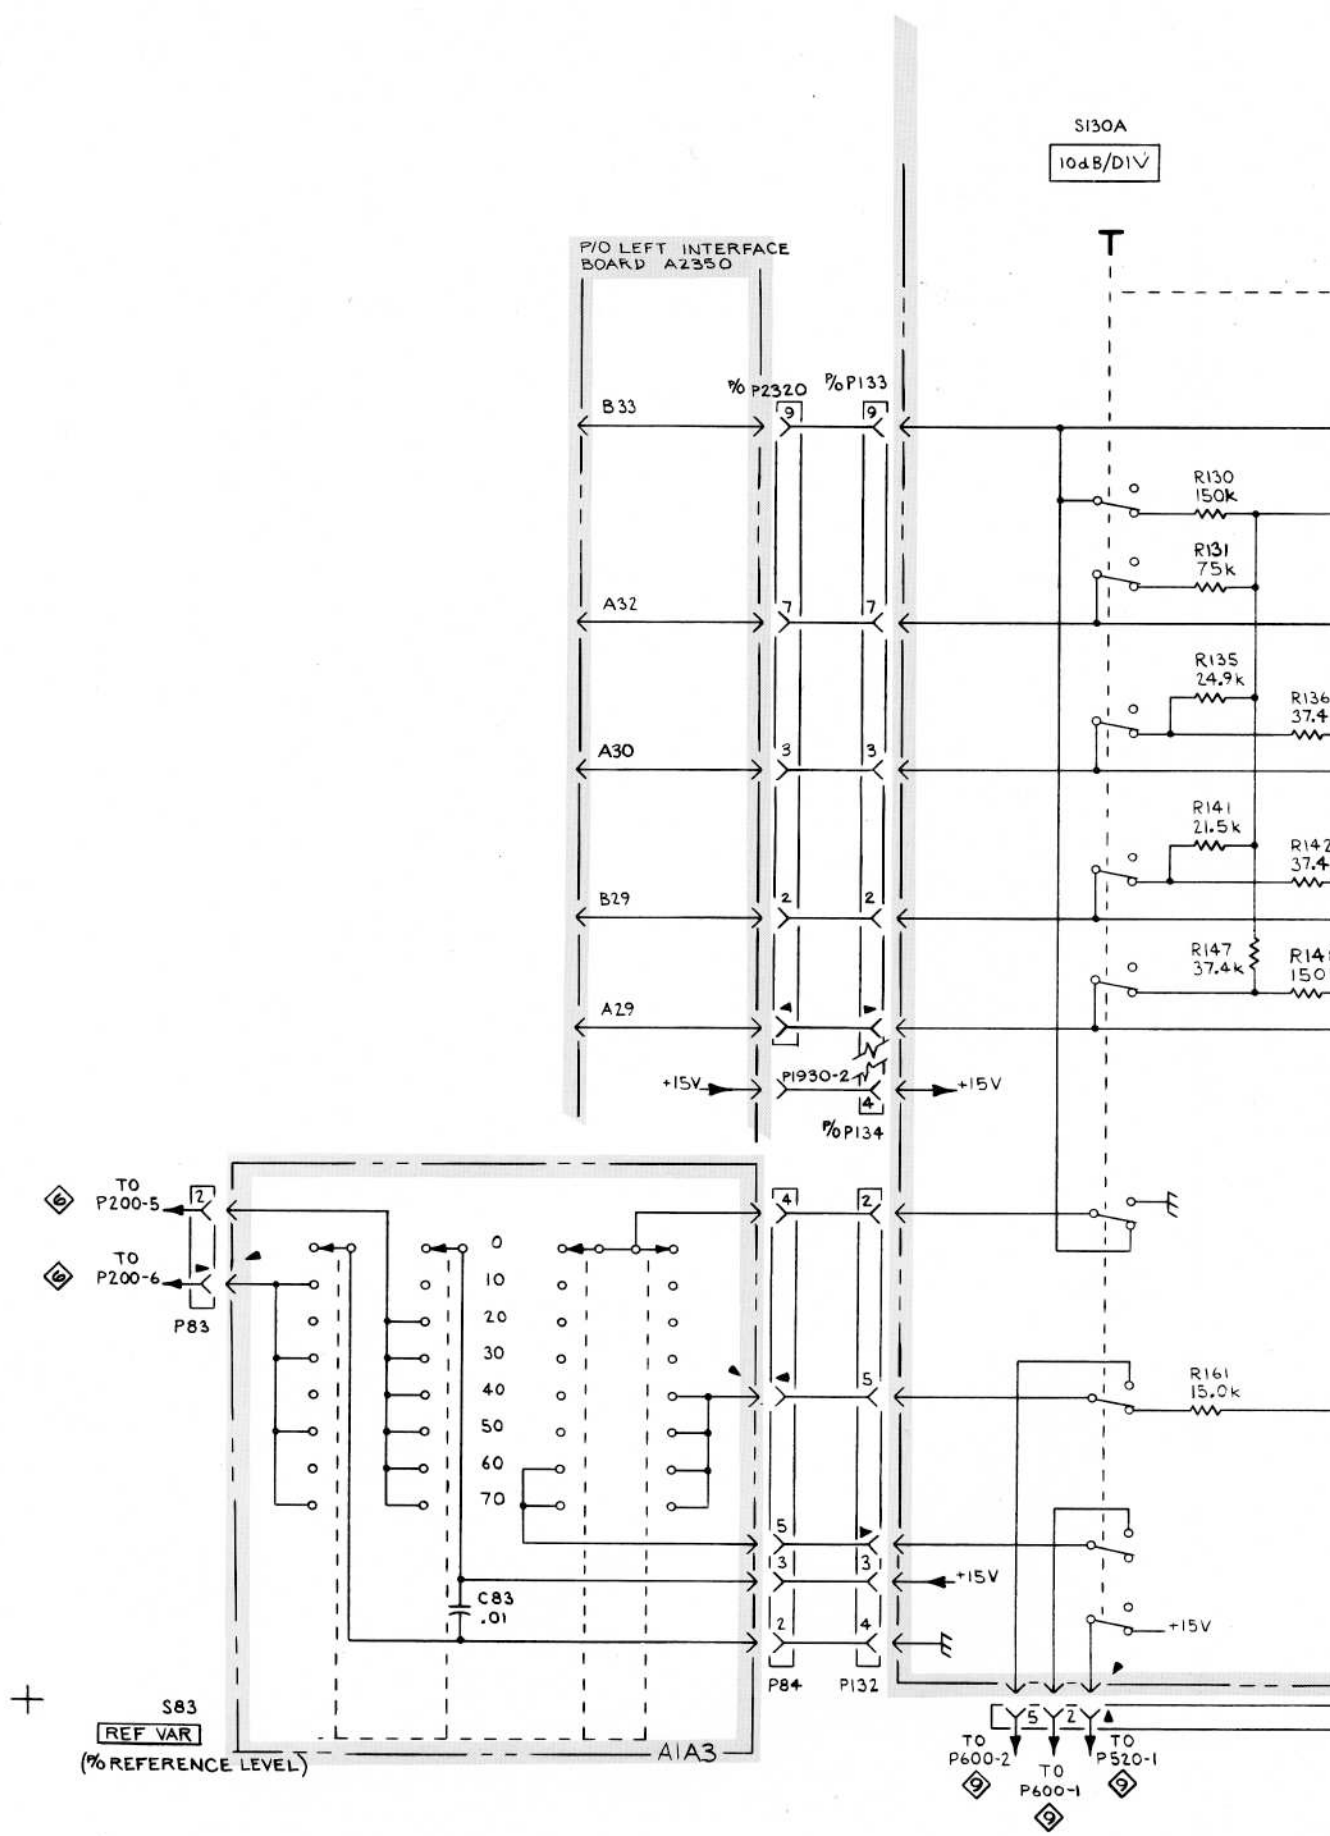 S130A
10dB/DIV
P/O LEFT INTERFACE
BOARD A2350
P/O P2320
P/O P133
B33
9
9
R130
150k
R131
75k
A32
7
7
R135
24.9k
R136
37.4
A30
3
3
R141
21.5k
R142
37.4
B29
2
2
R147
37.4k
R14
150
A29
+15V
P1930-2
+15V
4
P/O P134
6
TO
P200-5
2
4
2
0
6
TO
P200-6
10
P83
20
30
40
5
R161
15.0k
50
60
70
5
3
3
+15V
C83
.01
2
4
+15V
P84
P132
S83
REF VAR
(P/O REFERENCE LEVEL)
A1A3
5
2
TO
P600-2
9
TO
P600-1
9
TO
P520-1
9